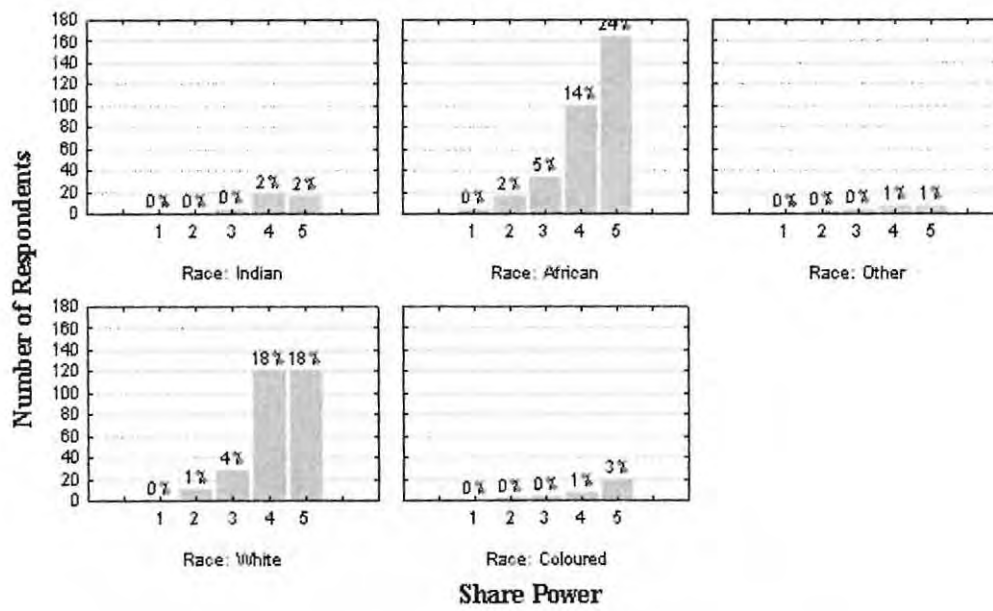 Number of Respondents
180
160
140
120
100
80
60
40
20
0
0% 0% 0% 2% 2%
1 2 3 4 5
Race: Indian
0% 2% 5% 14% 24%
1 2 3 4 5
Race: African
0% 0% 0% 1% 1%
1 2 3 4 5
Race: Other
180
160
140
120
100
80
60
40
20
0
0% 1% 4% 18% 18%
1 2 3 4 5
Race: White
0% 0% 0% 1% 3%
1 2 3 4 5
Race: Coloured
Share Power